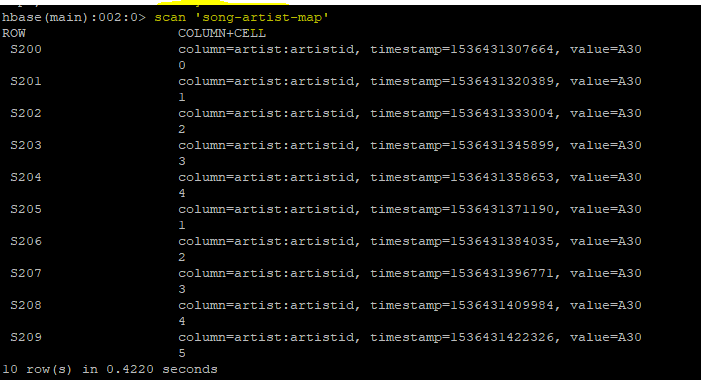 hbase(main):002:0> scan 'song-artist-map'
ROW COLUMN+CELL
S200 column=artist:artistid, timestamp=1536431307664, value=A30
0
S201 column=artist:artistid, timestamp=1536431320389, value=A30
1
S202 column=artist:artistid, timestamp=1536431333004, value=A30
2
S203 column=artist:artistid, timestamp=1536431345899, value=A30
3
S204 column=artist:artistid, timestamp=1536431358653, value=A30
4
S205 column=artist:artistid, timestamp=1536431371190, value=A30
1
S206 column=artist:artistid, timestamp=1536431384035, value=A30
2
S207 column=artist:artistid, timestamp=1536431396771, value=A30
3
S208 column=artist:artistid, timestamp=1536431409984, value=A30
4
S209 column=artist:artistid, timestamp=1536431422326, value=A30
5
10 row(s) in 0.4220 seconds